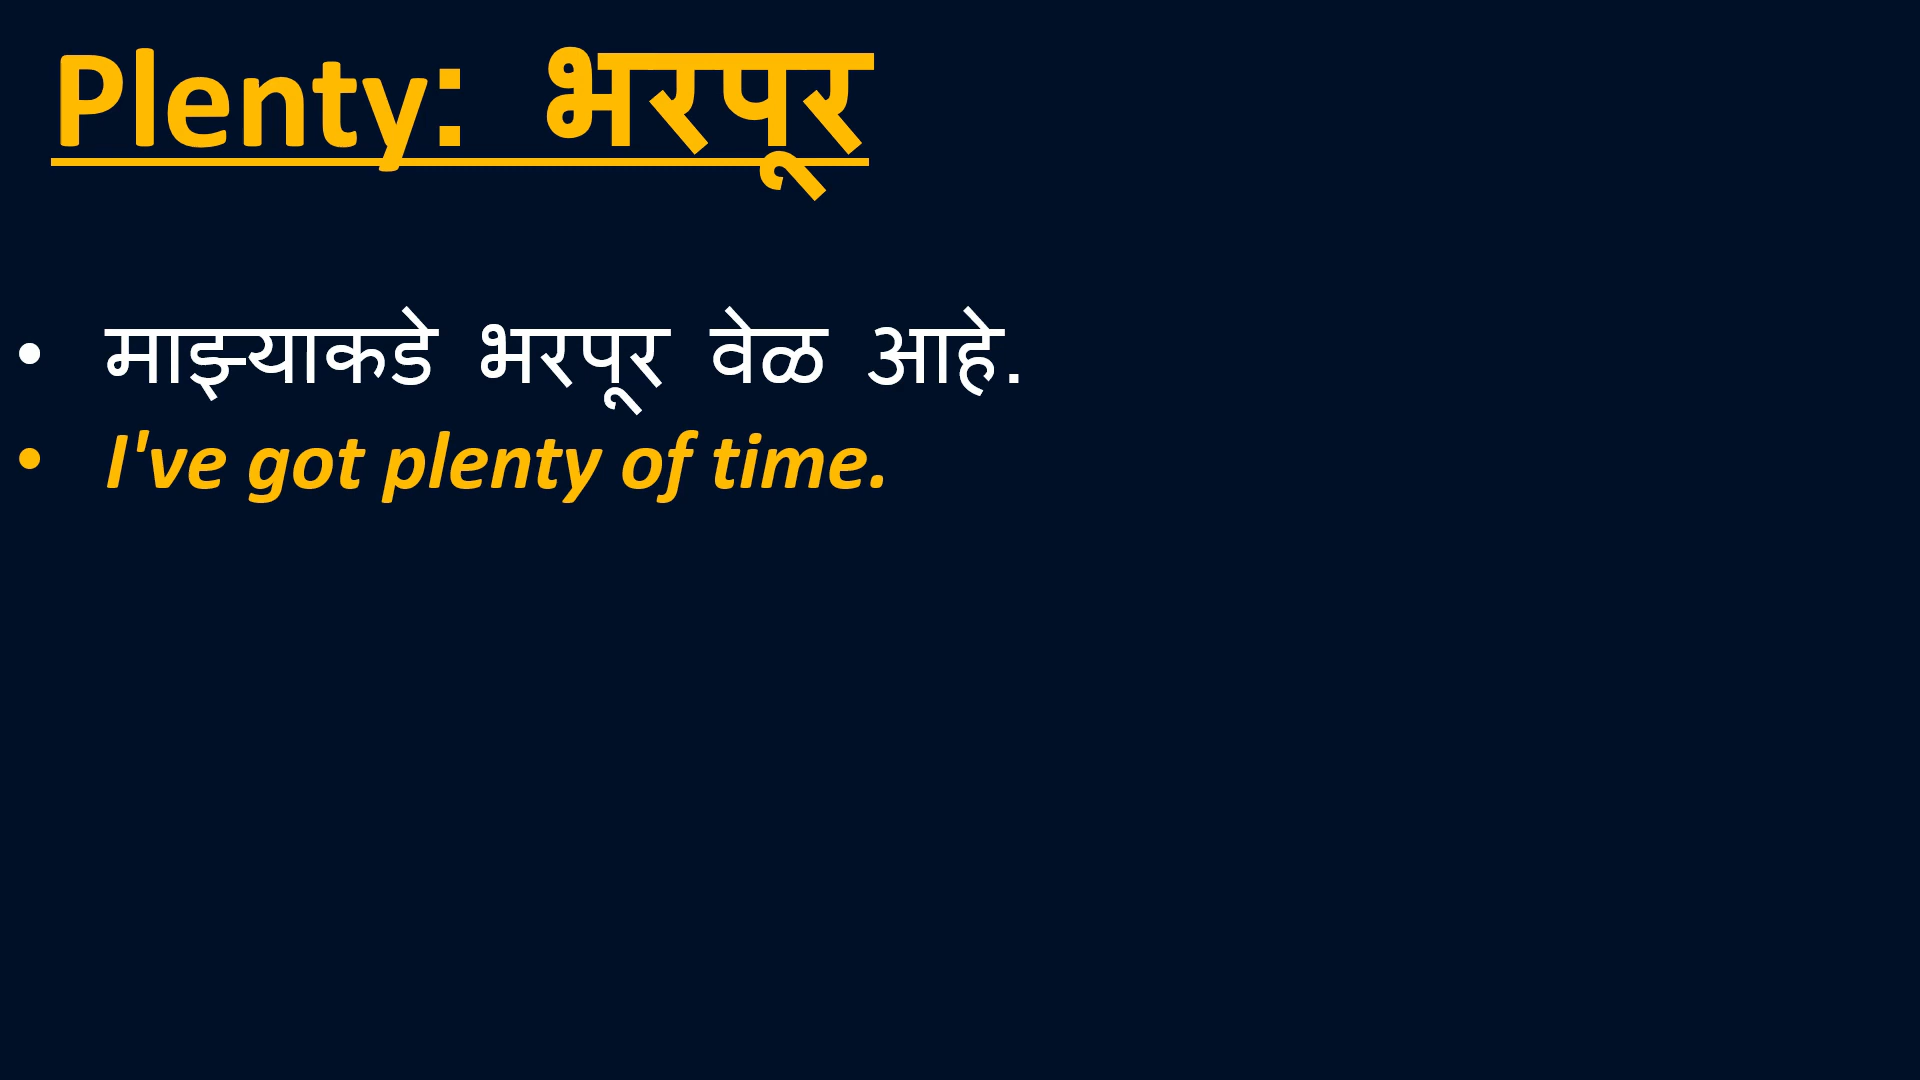 Plenty: भरपूर
• माझ्याकडे भरपूर वेळ आहे.
• I've got plenty of time.